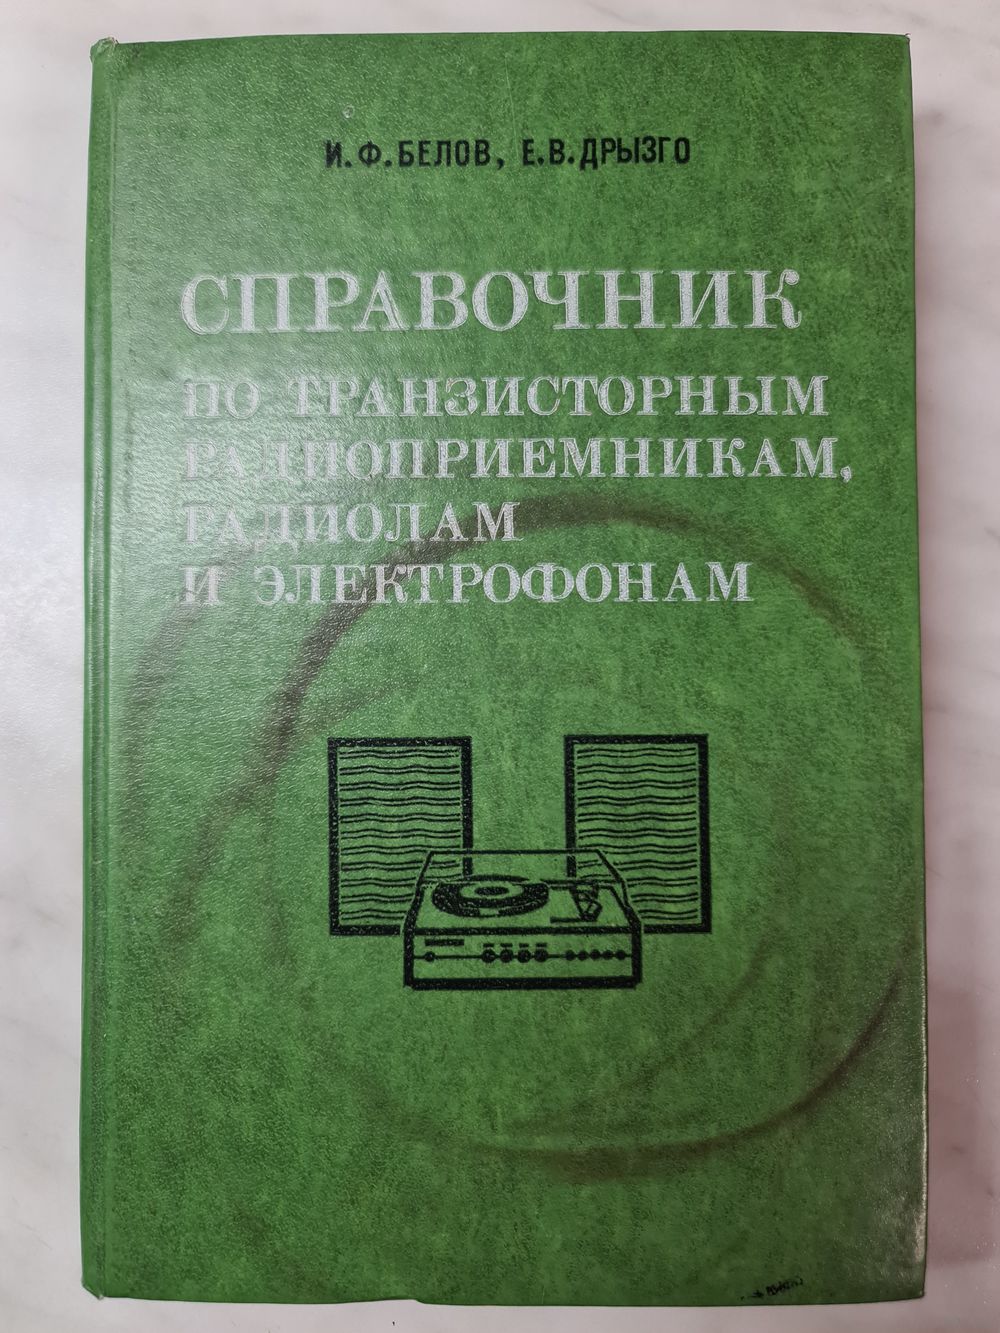 И.Ф.БЕЛОВ, Е.В.ДРЫЗГО
СПРАВОЧНИК
ПО ТРАНЗИСТОРНЫМ
РАДИОПРИЕМНИКАМ,
РАДИОЛАМ
И ЭЛЕКТРОФОНАМ